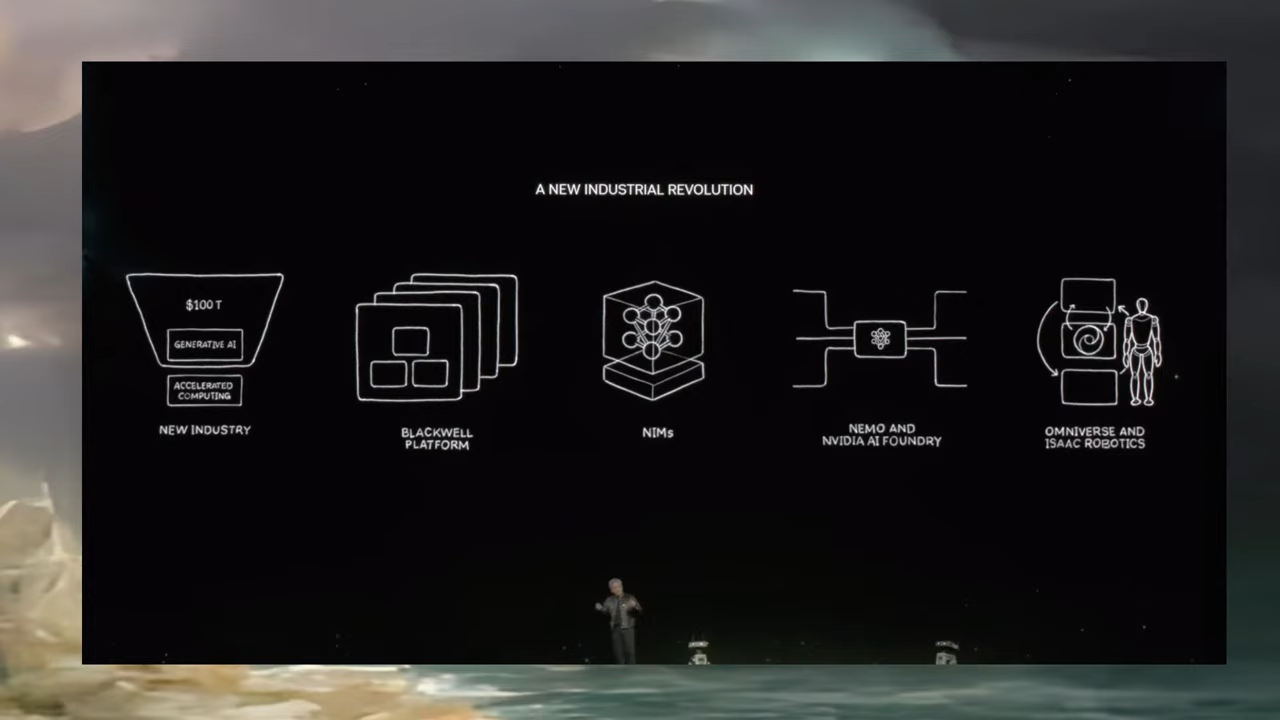 A NEW INDUSTRIAL REVOLUTION
$100 T
GENERATIVE AI
ACCELERATED
COMPUTING
NEW INDUSTRY
BLACKWELL
PLATFORM
NIMs
NEMO AND
NVIDIA AI FOUNDRY
OMNIVERSE AND
ISAAC ROBOTICS